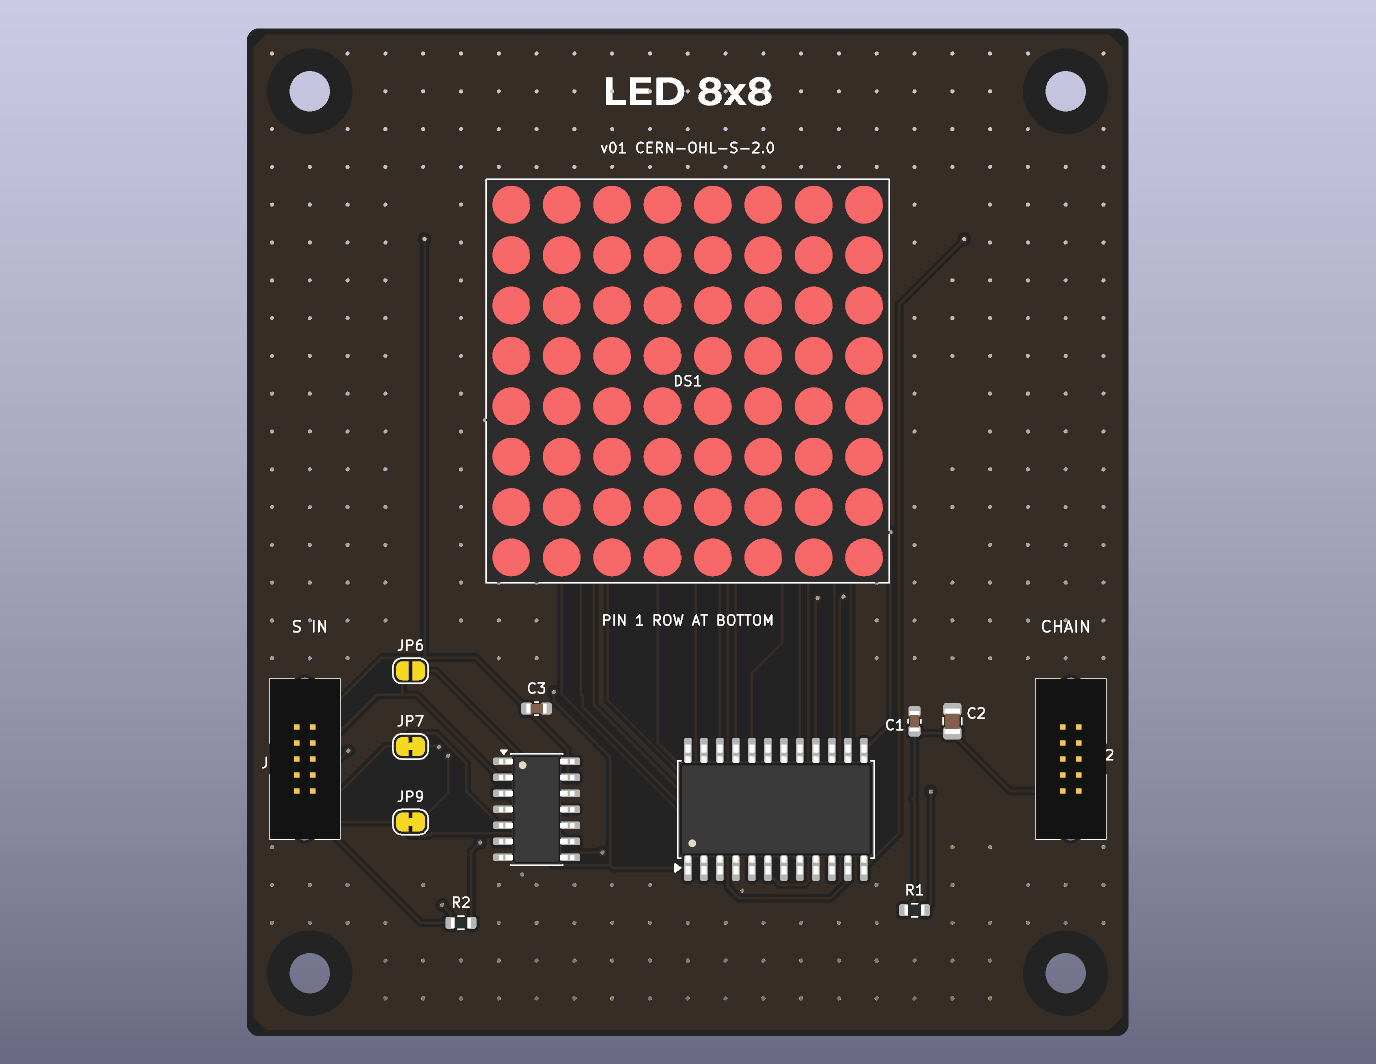 LED 8x8
v01 CERN-OHL-S-2.0
DS1
PIN 1 ROW AT BOTTOM
S IN
CHAIN
JP6
C3
JP7
C1
C2
J
2
JP9
R1
R2